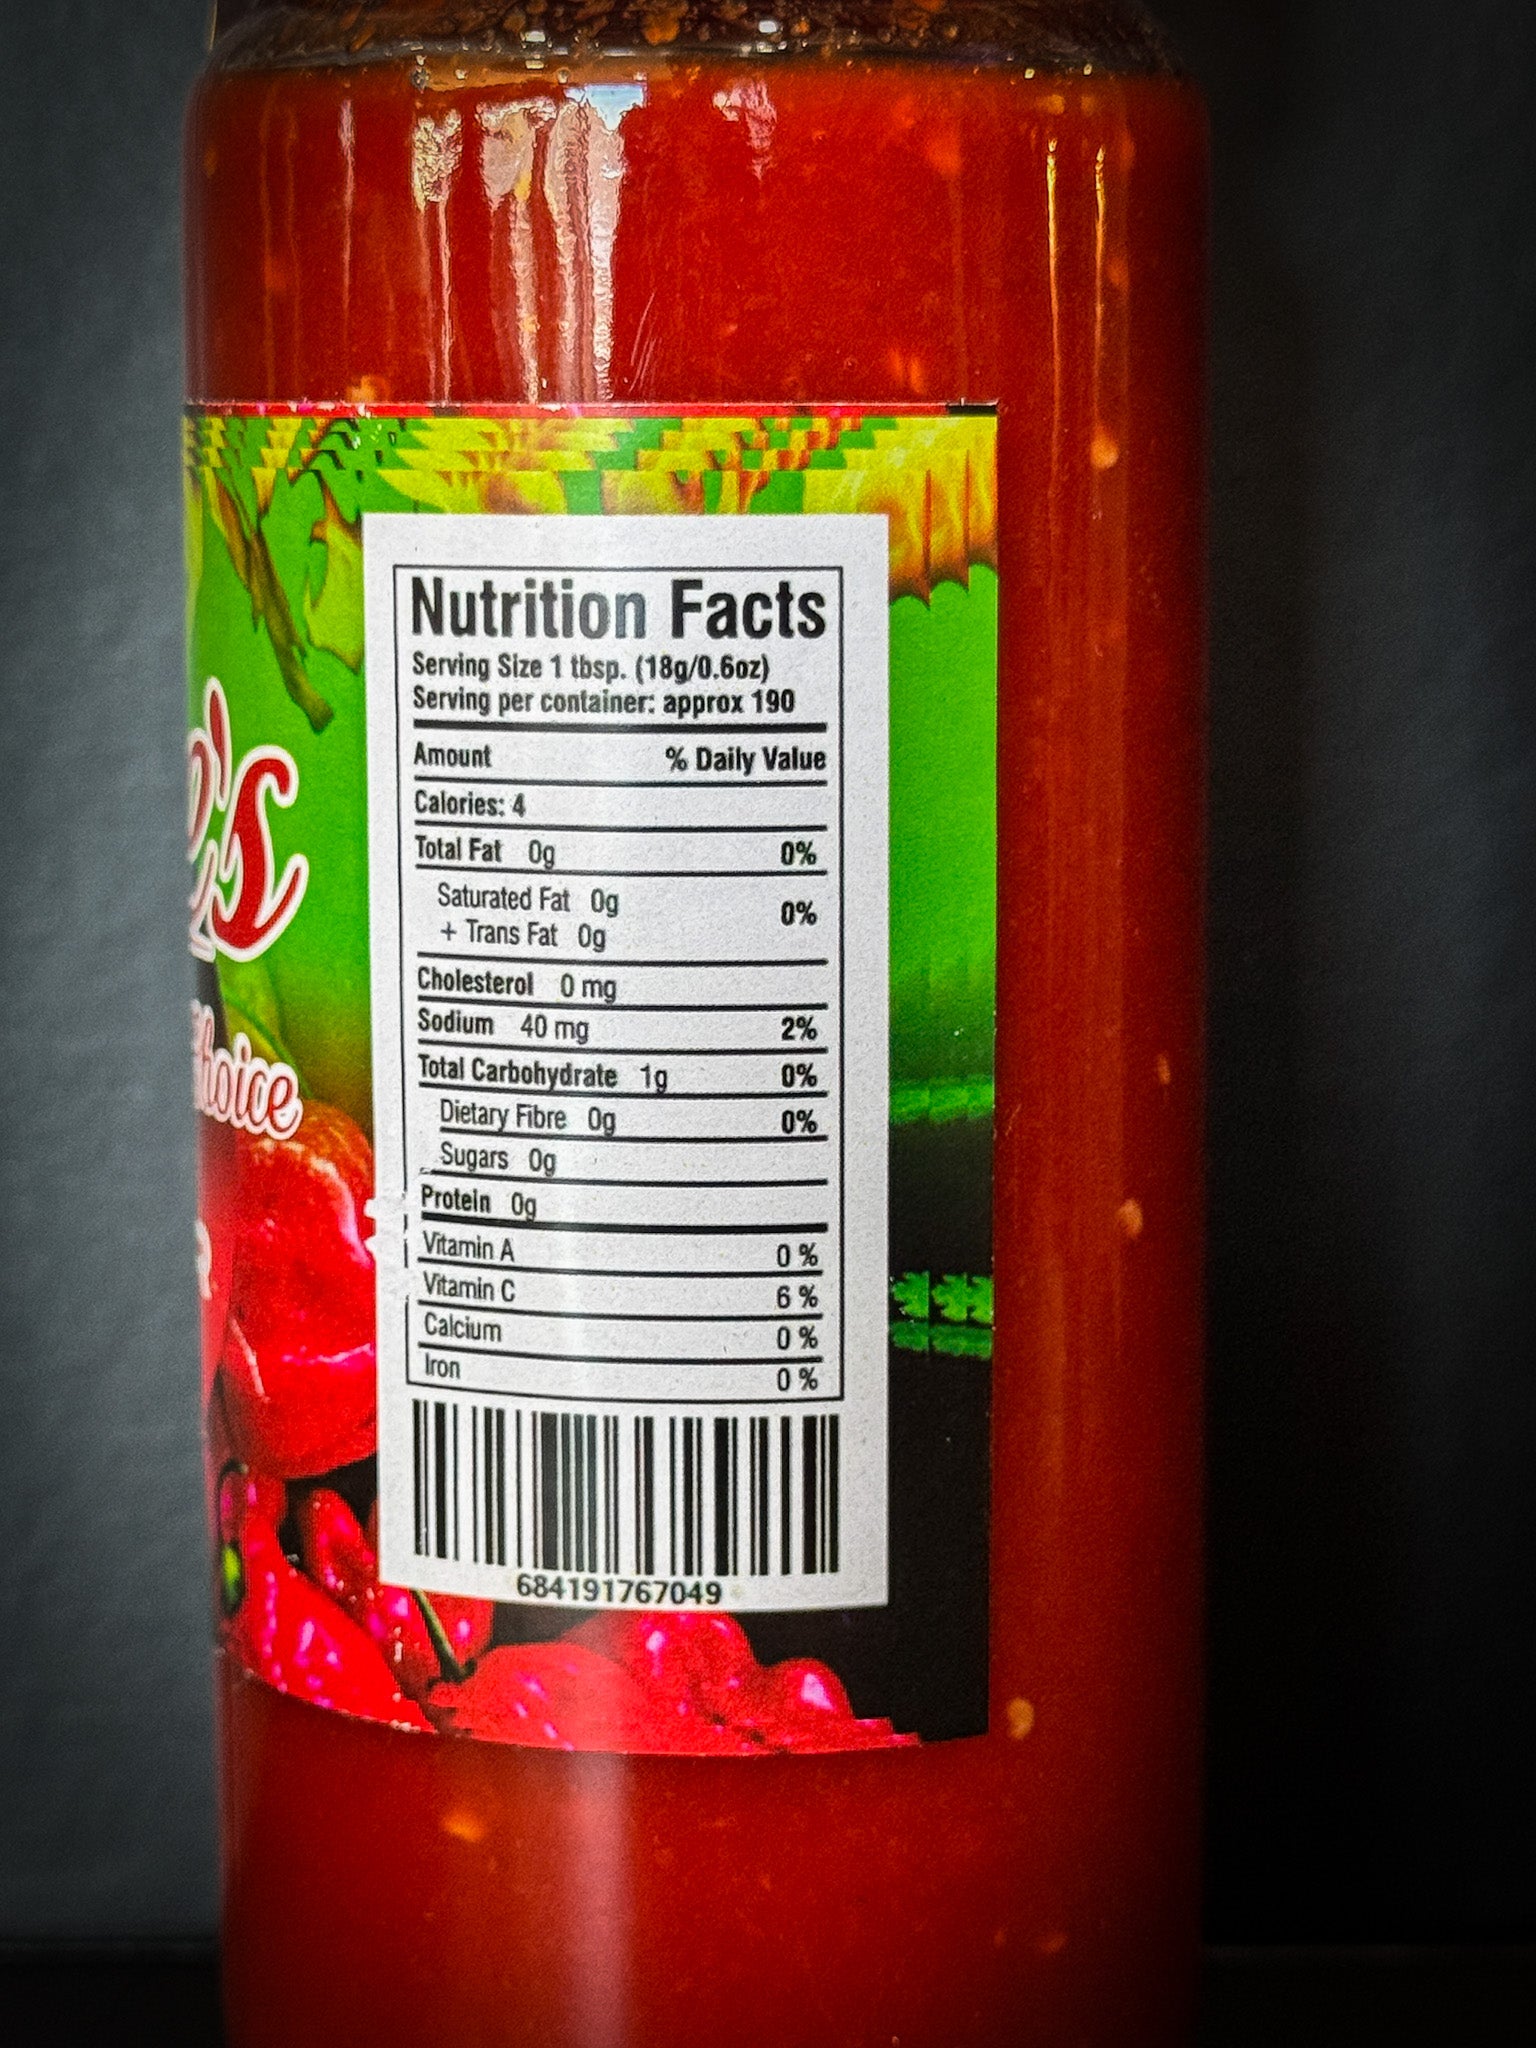 e's
Choice
Nutrition Facts
Serving Size 1 tbsp. (18g/0.6oz)
Serving per container: approx 190
Amount % Daily Value
Calories: 4
Total Fat 0g 0%
Saturated Fat 0g
+ Trans Fat 0g 0%
Cholesterol 0 mg
Sodium 40 mg 2%
Total Carbohydrate 1g 0%
Dietary Fibre 0g 0%
Sugars 0g
Protein 0g
Vitamin A 0 %
Vitamin C 6 %
Calcium 0 %
Iron 0 %
684191767049